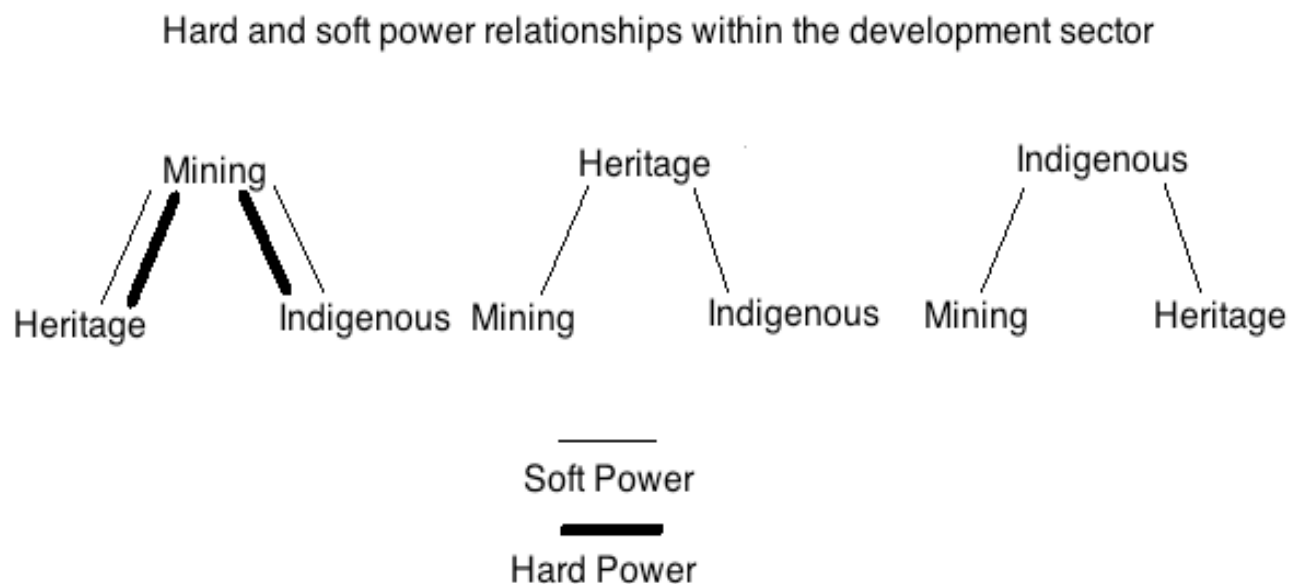 Hard and soft power relationships within the development sector
Mining
Heritage
Indigenous
Heritage
Mining
Indigenous
Indigenous
Mining
Heritage
Soft Power
Hard Power